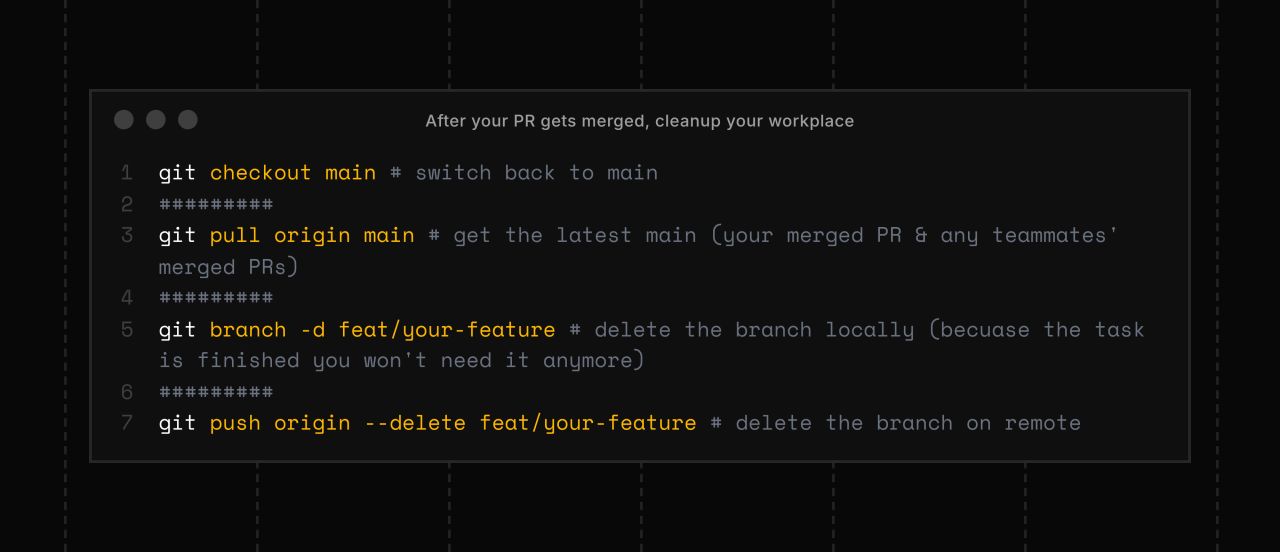 After your PR gets merged, cleanup your workplace
1 git checkout main # switch back to main
2 #########
3 git pull origin main # get the latest main (your merged PR & any teammates'
merged PRs)
4 #########
5 git branch -d feat/your-feature # delete the branch locally (becuase the task
is finished you won't need it anymore)
6 #########
7 git push origin --delete feat/your-feature # delete the branch on remote